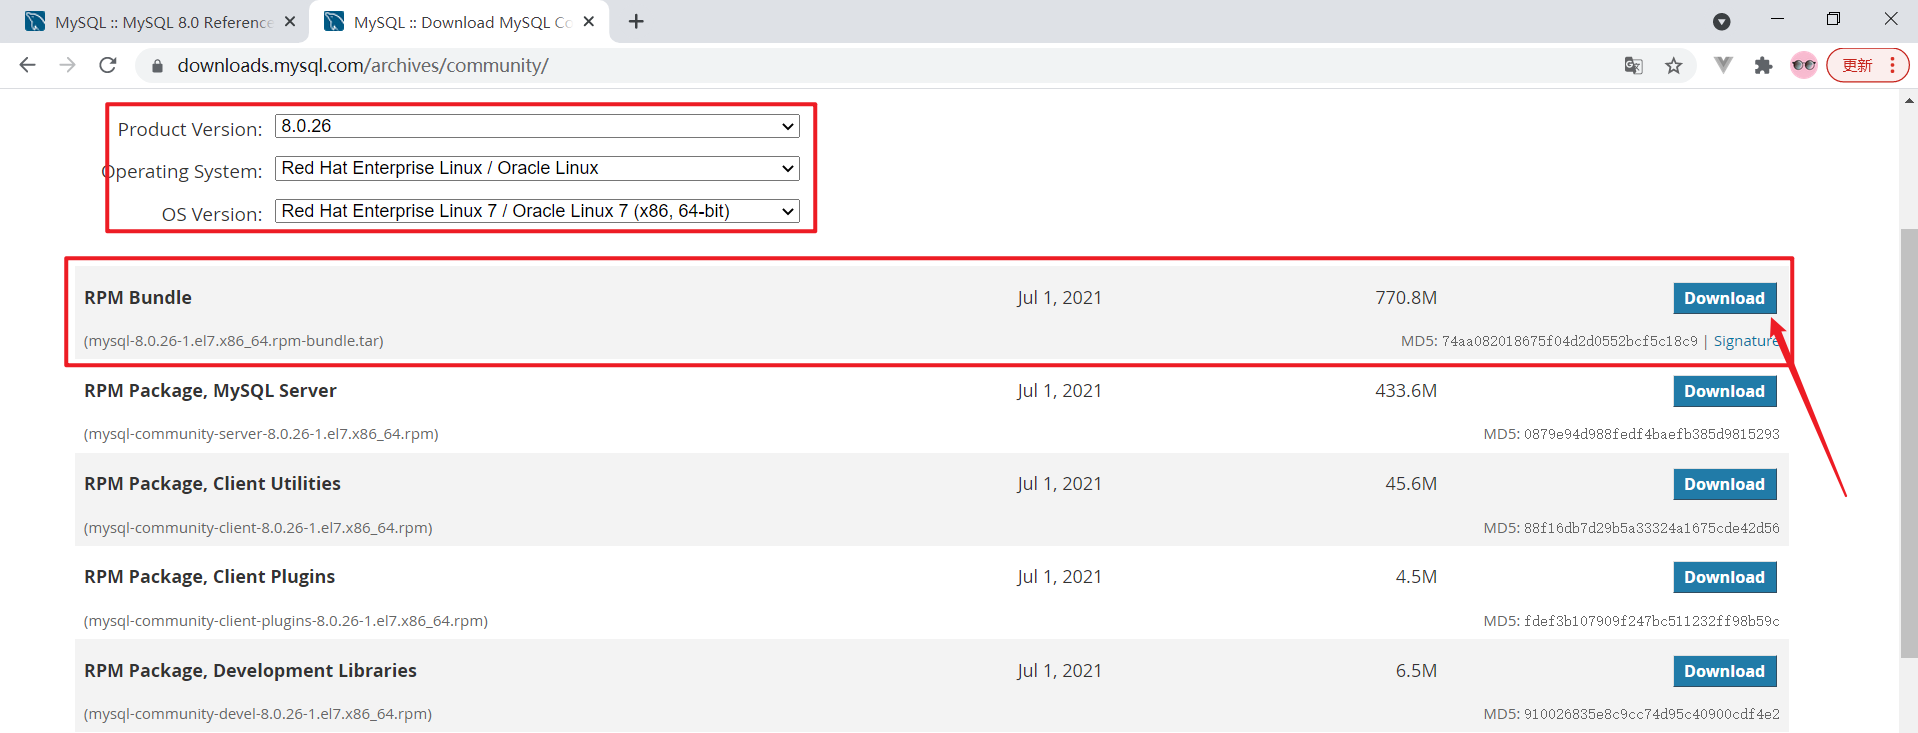 MySQL :: MySQL 8.0 Reference
MySQL :: Download MySQL Co
downloads.mysql.com/archives/community/
更新
Product Version: 8.0.26
Operating System: Red Hat Enterprise Linux / Oracle Linux
OS Version: Red Hat Enterprise Linux 7 / Oracle Linux 7 (x86, 64-bit)
RPM Bundle Jul 1, 2021 770.8M Download
(mysql-8.0.26-1.el7.x86_64.rpm-bundle.tar) MD5: 74aa082018675f04d2d0552bcf5c18c9 | Signature
RPM Package, MySQL Server Jul 1, 2021 433.6M Download
(mysql-community-server-8.0.26-1.el7.x86_64.rpm) MD5: 0879e94d988fedf4baefb385d9815293
RPM Package, Client Utilities Jul 1, 2021 45.6M Download
(mysql-community-client-8.0.26-1.el7.x86_64.rpm) MD5: 88f16db7d29b5a33324a1675cde42d56
RPM Package, Client Plugins Jul 1, 2021 4.5M Download
(mysql-community-client-plugins-8.0.26-1.el7.x86_64.rpm) MD5: fdef3b107909f247bc511232ff98b59c
RPM Package, Development Libraries Jul 1, 2021 6.5M Download
(mysql-community-devel-8.0.26-1.el7.x86_64.rpm) MD5: 910026835e8c9cc74d95c40900cdf4e2